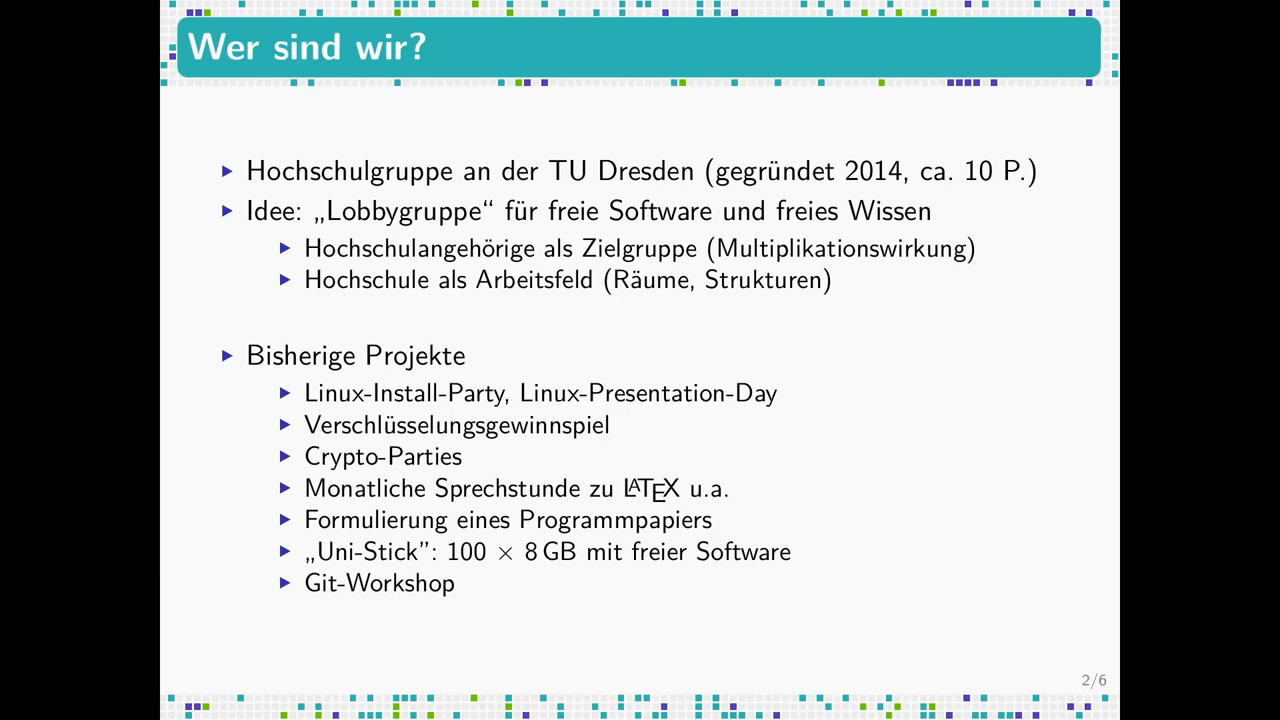 Wer sind wir?
Hochschulgruppe an der TU Dresden (gegründet 2014, ca. 10 P.)
Idee: „Lobbygruppe“ für freie Software und freies Wissen
Hochschulangehörige als Zielgruppe (Multiplikationswirkung)
Hochschule als Arbeitsfeld (Räume, Strukturen)
Bisherige Projekte
Linux-Install-Party, Linux-Presentation-Day
Verschlüsselungsgewinnspiel
Crypto-Parties
Monatliche Sprechstunde zu LATEX u.a.
Formulierung eines Programmpapiers
„Uni-Stick”: 100 × 8 GB mit freier Software
Git-Workshop
2/6